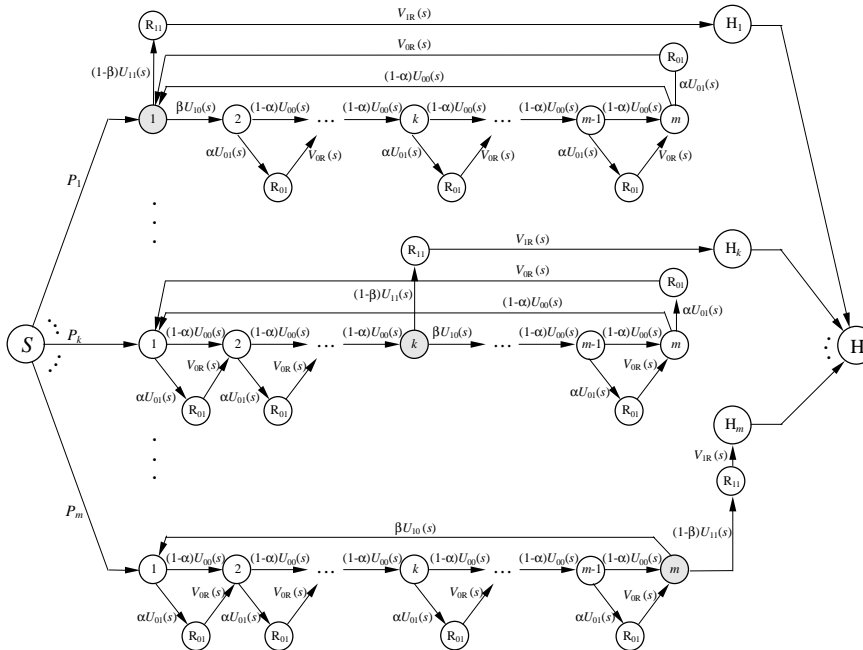 R₁₁ V₁R(s) H₁
V₀R(s) R₀₁
(1-β)U₁₁(s) (1-α)U₀₀(s) αU₀₁(s)
1 βU₁₀(s) 2 (1-α)U₀₀(s) ... (1-α)U₀₀(s) k (1-α)U₀₀(s) ... (1-α)U₀₀(s) m-1 (1-α)U₀₀(s) m
αU₀₁(s) V₀R(s) αU₀₁(s) V₀R(s) αU₀₁(s) V₀R(s)
R₀₁ R₀₁ R₀₁
P₁
R₁₁ V₁R(s) Hₖ
V₀R(s) R₀₁
(1-β)U₁₁(s) (1-α)U₀₀(s) αU₀₁(s)
S Pₖ 1 (1-α)U₀₀(s) 2 (1-α)U₀₀(s) ... (1-α)U₀₀(s) k βU₁₀(s) ... (1-α)U₀₀(s) m-1 (1-α)U₀₀(s) m H
αU₀₁(s) V₀R(s) αU₀₁(s) V₀R(s) αU₀₁(s) V₀R(s)
R₀₁ R₀₁ R₀₁
Hₘ
V₁R(s)
R₁₁
Pₘ
βU₁₀(s) (1-β)U₁₁(s)
1 (1-α)U₀₀(s) 2 (1-α)U₀₀(s) ... (1-α)U₀₀(s) k (1-α)U₀₀(s) ... (1-α)U₀₀(s) m-1 (1-α)U₀₀(s) m
αU₀₁(s) V₀R(s) αU₀₁(s) V₀R(s) αU₀₁(s) V₀R(s) αU₀₁(s) V₀R(s)
R₀₁ R₀₁ R₀₁ R₀₁